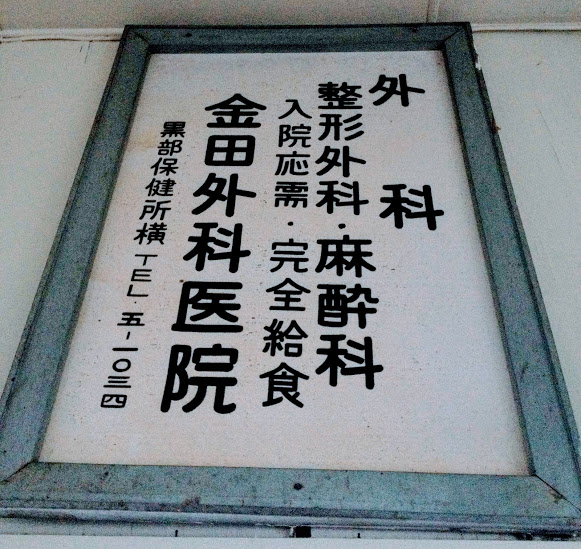 外科
整形外科・麻酔科
入院応需・完全給食
金田外科医院
黒部保健所横 TEL.五-一〇三四